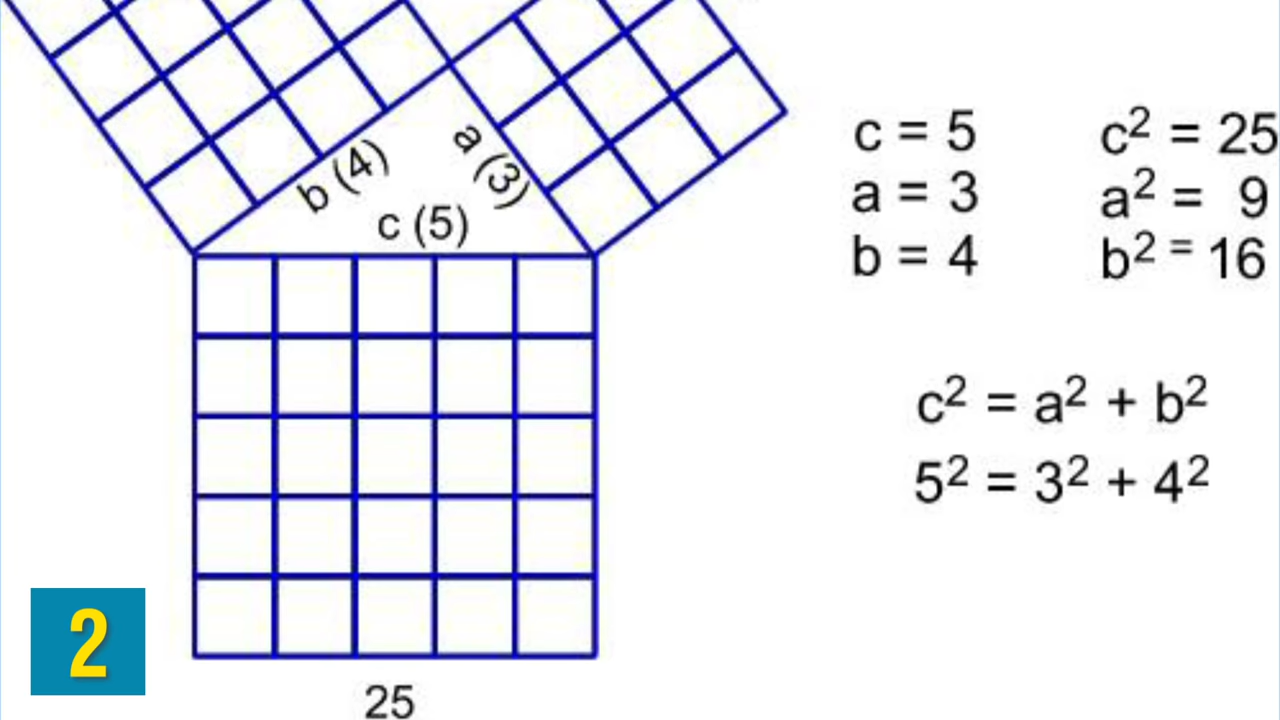 b (4)
a (3)
c (5)
c = 5
a = 3
b = 4
c² = 25
a² = 9
b² = 16
c² = a² + b²
5² = 3² + 4²
2
25